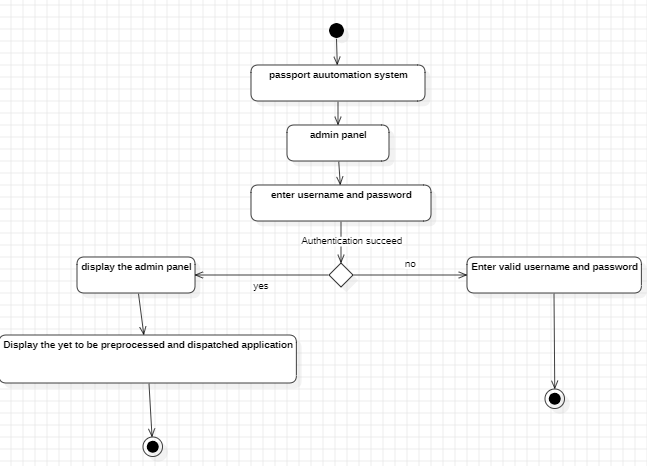 passport auutomation system
admin panel
enter username and password
Authentication succeed
display the admin panel
no
Enter valid username and password
yes
Display the yet to be preprocessed and dispatched application